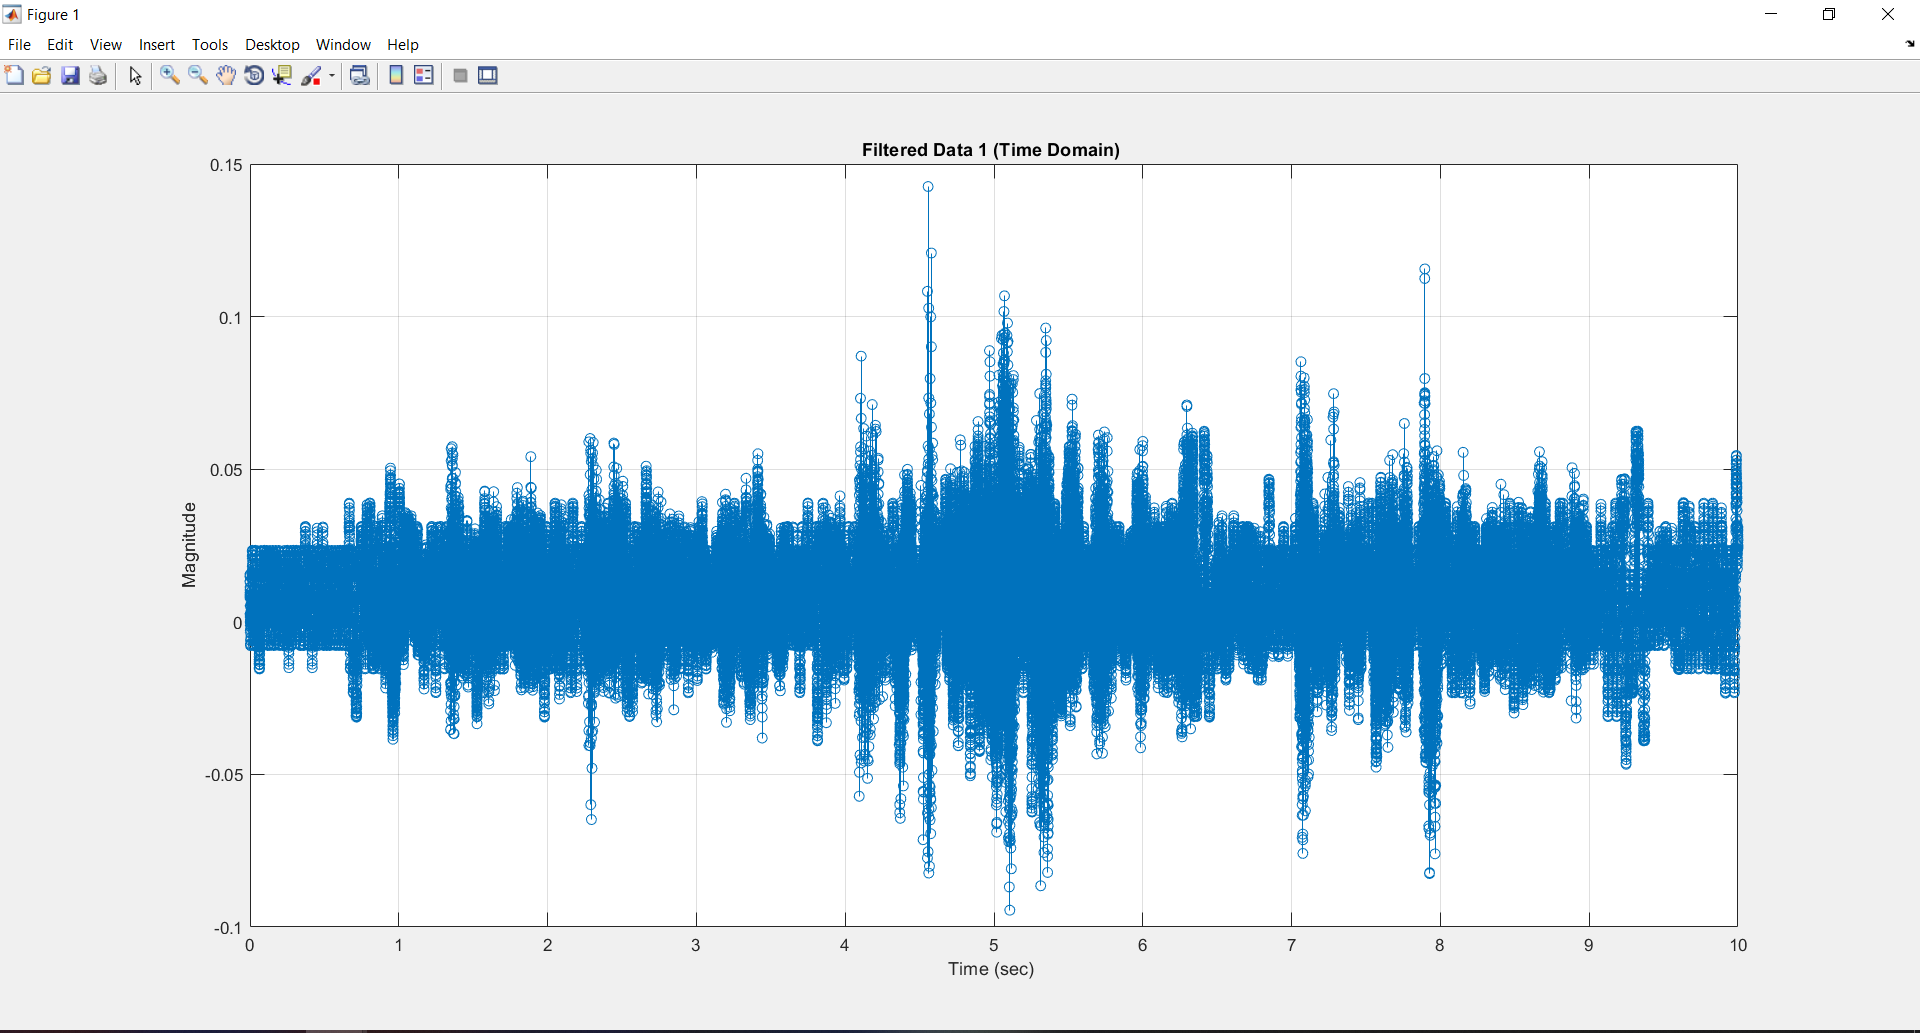 Figure 1
File Edit View Insert Tools Desktop Window Help
Filtered Data 1 (Time Domain)
0.15
0.1
0.05
0
-0.05
-0.1
Magnitude
0 1 2 3 4 5 6 7 8 9 10
Time (sec)